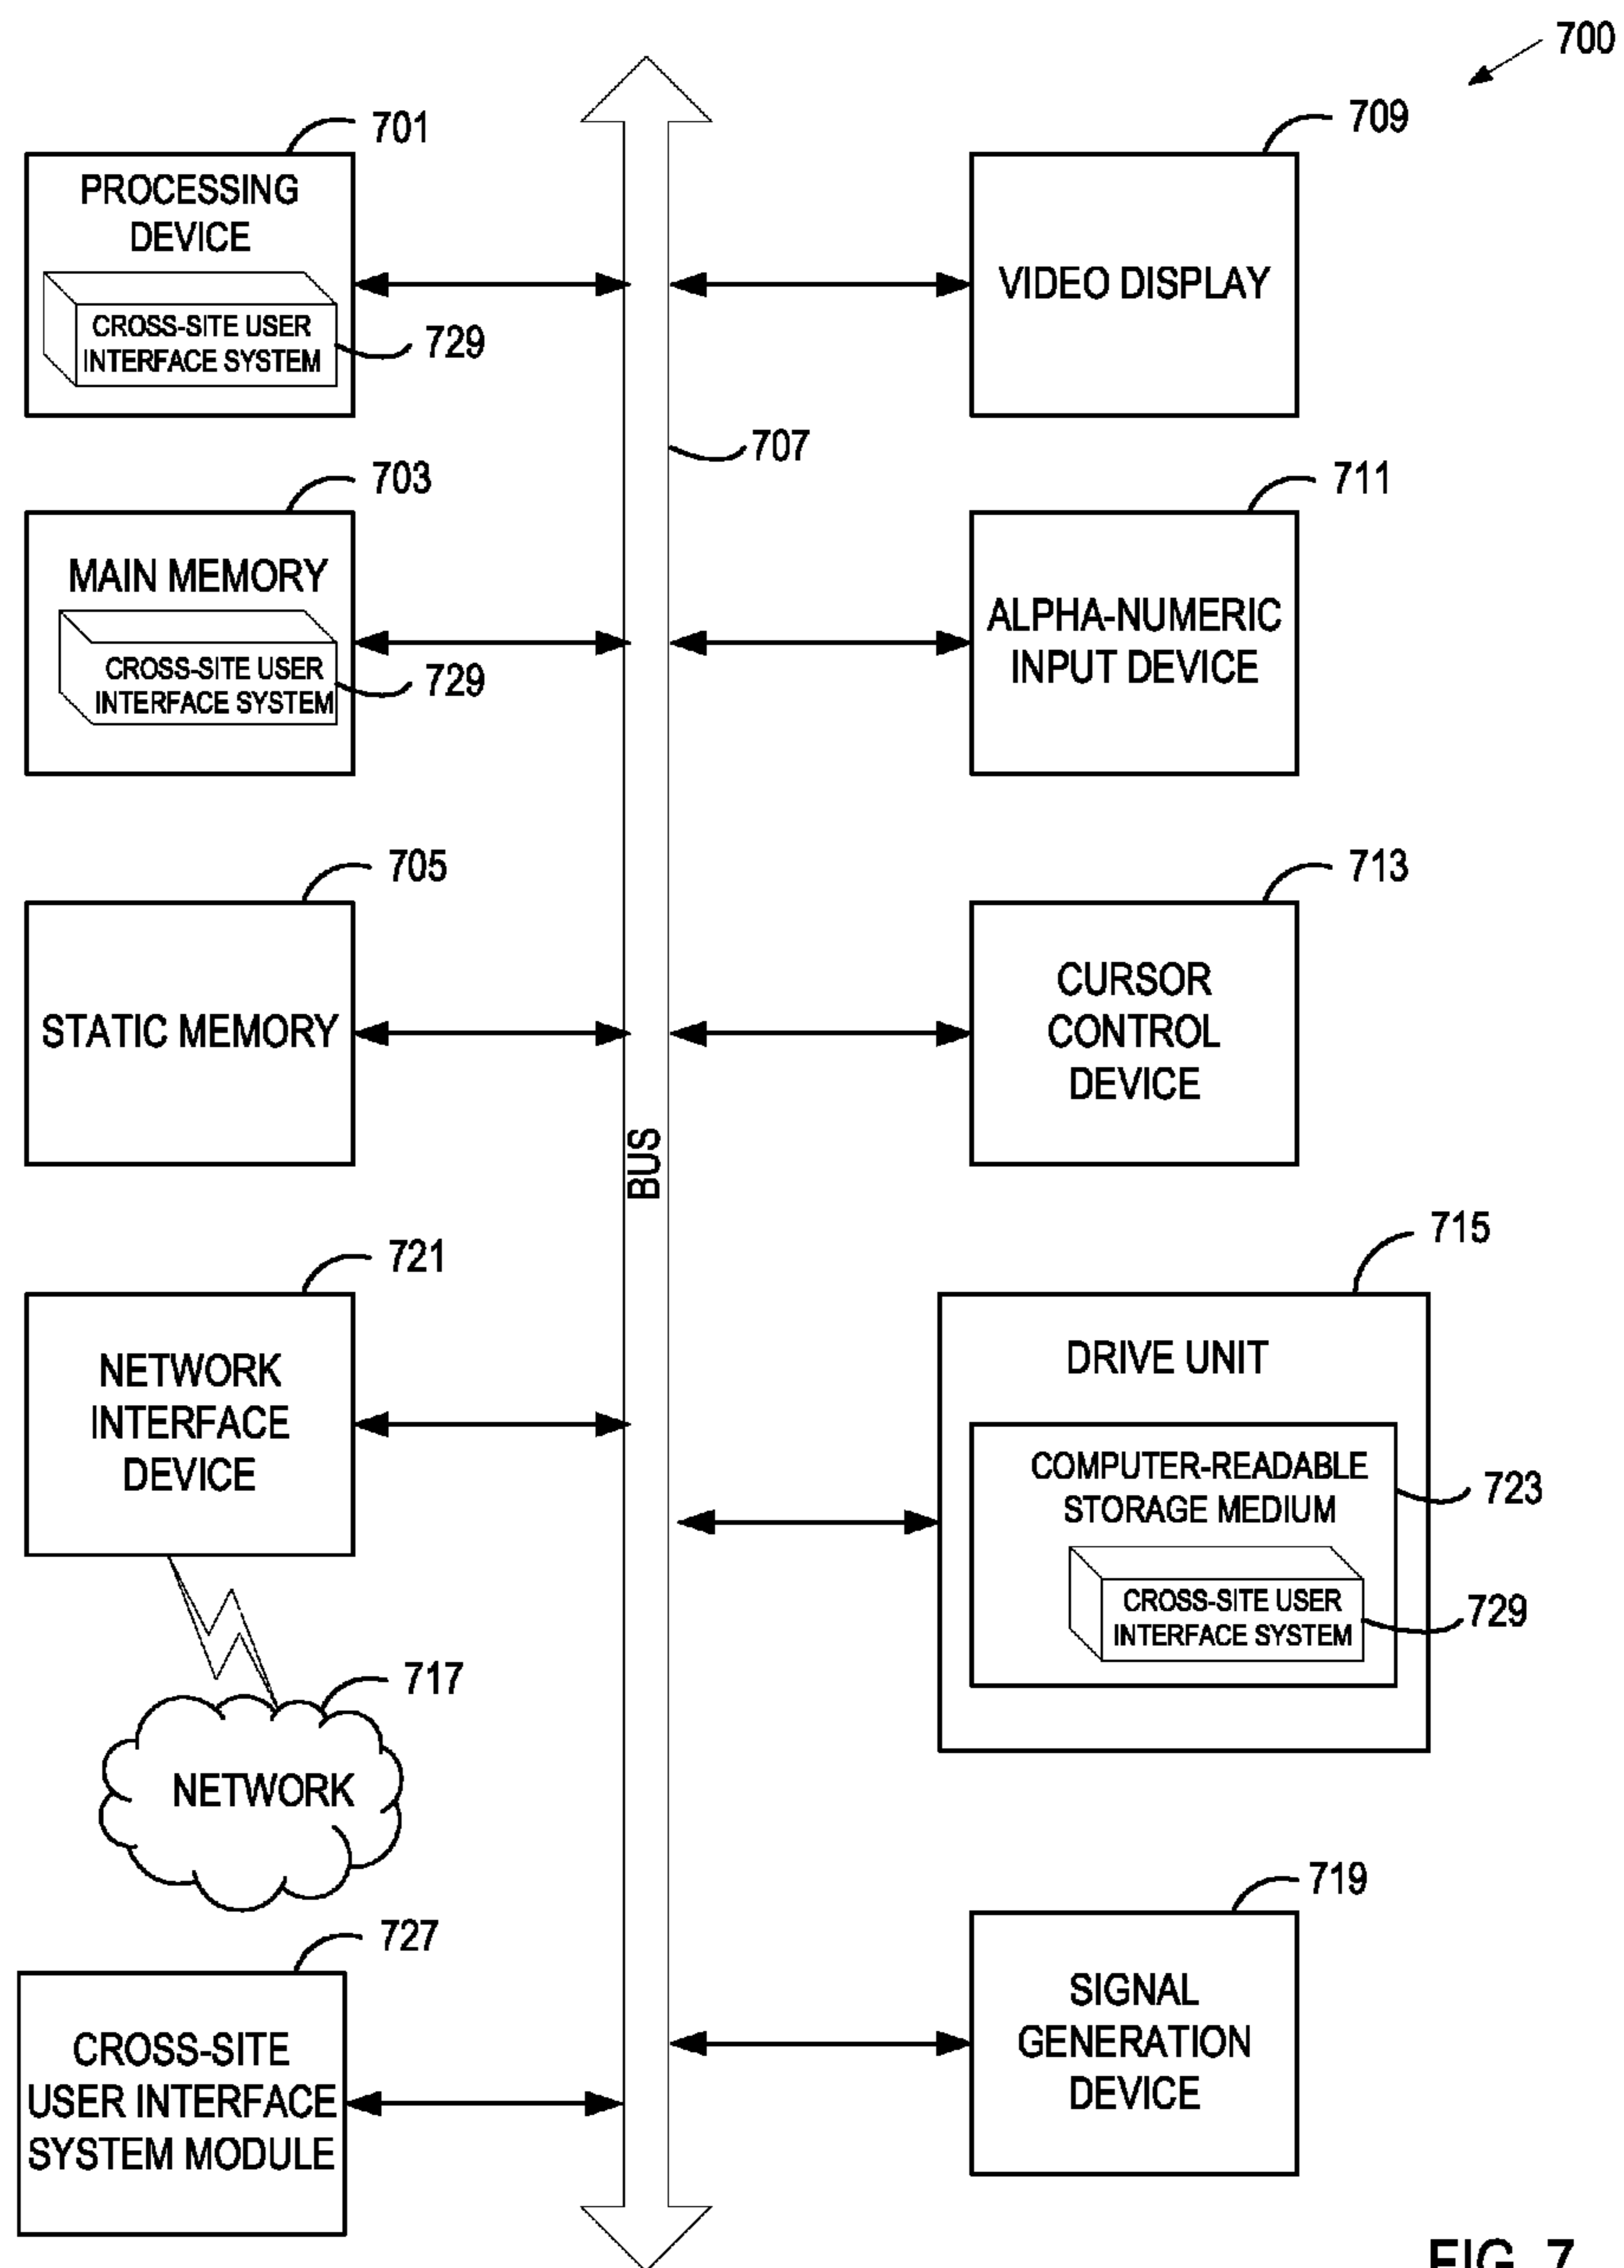 700
701
PROCESSING
DEVICE
CROSS-SITE USER
INTERFACE SYSTEM
729
709
VIDEO DISPLAY
707
703
MAIN MEMORY
CROSS-SITE USER
INTERFACE SYSTEM
729
711
ALPHA-NUMERIC
INPUT DEVICE
705
STATIC MEMORY
713
CURSOR
CONTROL
DEVICE
BUS
721
NETWORK
INTERFACE
DEVICE
715
DRIVE UNIT
COMPUTER-READABLE
STORAGE MEDIUM
723
CROSS-SITE USER
INTERFACE SYSTEM
729
717
NETWORK
719
SIGNAL
GENERATION
DEVICE
727
CROSS-SITE
USER INTERFACE
SYSTEM MODULE
FIG. 7